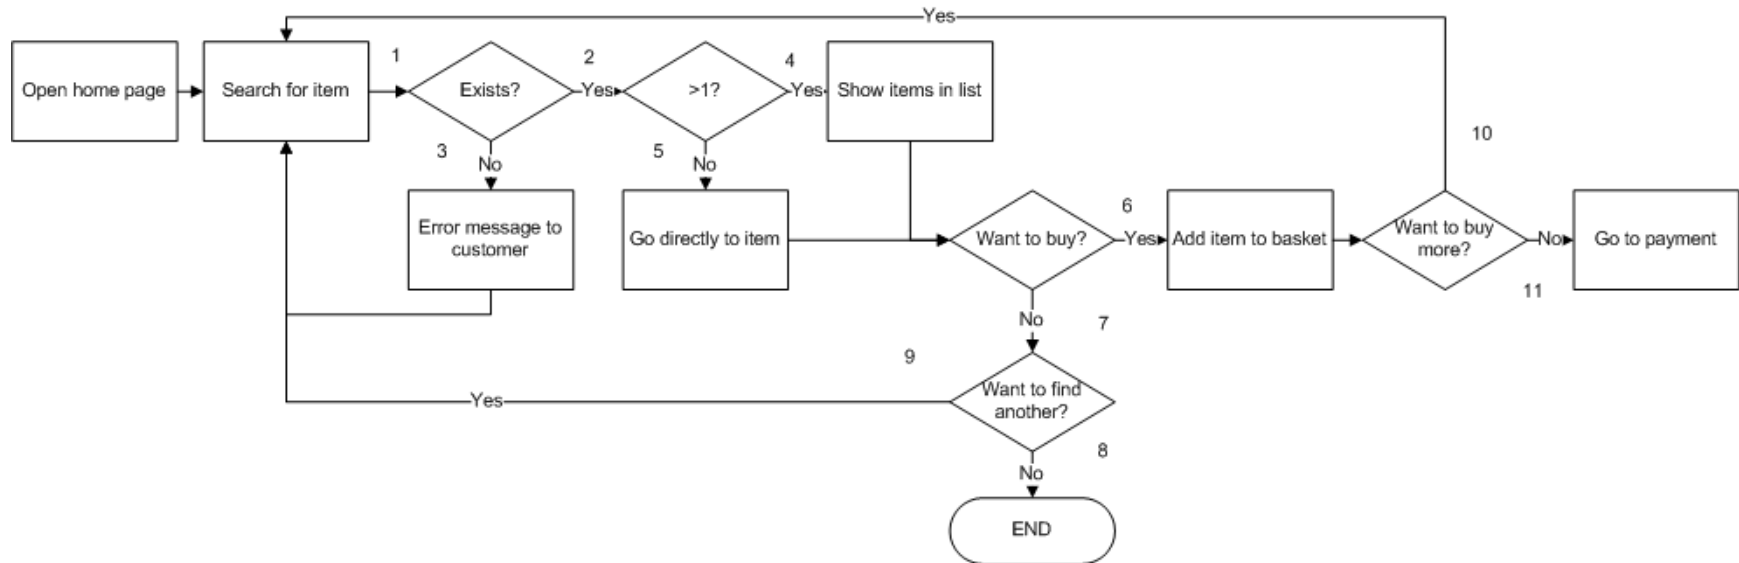 Yes
Open home page
Search for item
1
Exists?
2
Yes
>1?
4
Yes
Show items in list
3
No
5
No
10
Error message to
customer
Go directly to item
Want to buy?
6
Yes
Add item to basket
Want to buy
more?
No
11
Go to payment
No
7
9
Want to find
another?
Yes
8
No
END